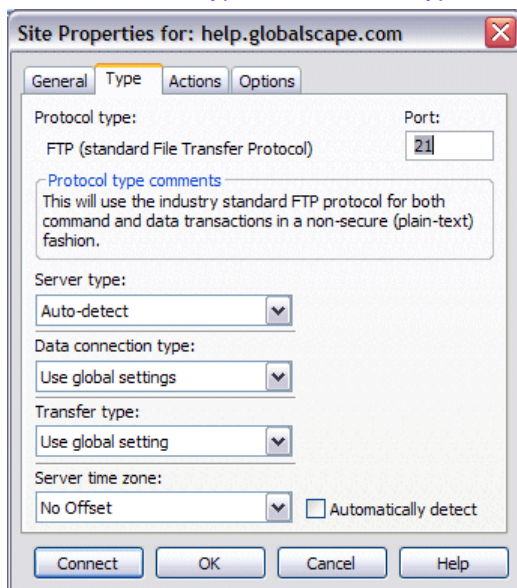 Site Properties for: help.globalscape.com
General Type Actions Options
Protocol type: Port:
FTP (standard File Transfer Protocol) 21
Protocol type comments
This will use the industry standard FTP protocol for both
command and data transactions in a non-secure (plain-text)
fashion.
Server type:
Auto-detect
Data connection type:
Use global settings
Transfer type:
Use global setting
Server time zone:
No Offset Automatically detect
Connect OK Cancel Help